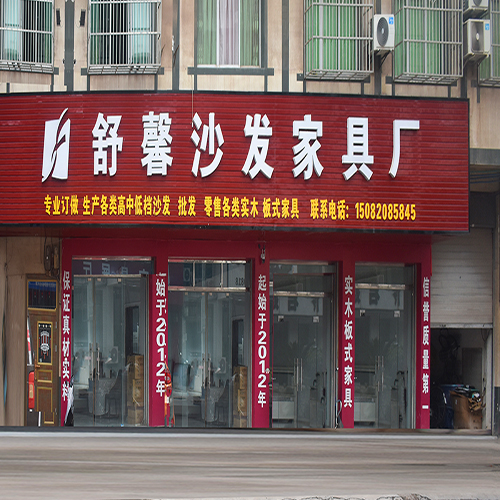 舒馨沙发家具厂
专业订做 生产各类高中低档沙发 批发 零售各类实木 板式家具 联系电话：15082085845
保证真材实料
始于2012年
起始于2012年
实木板式家具
信誉质量第一